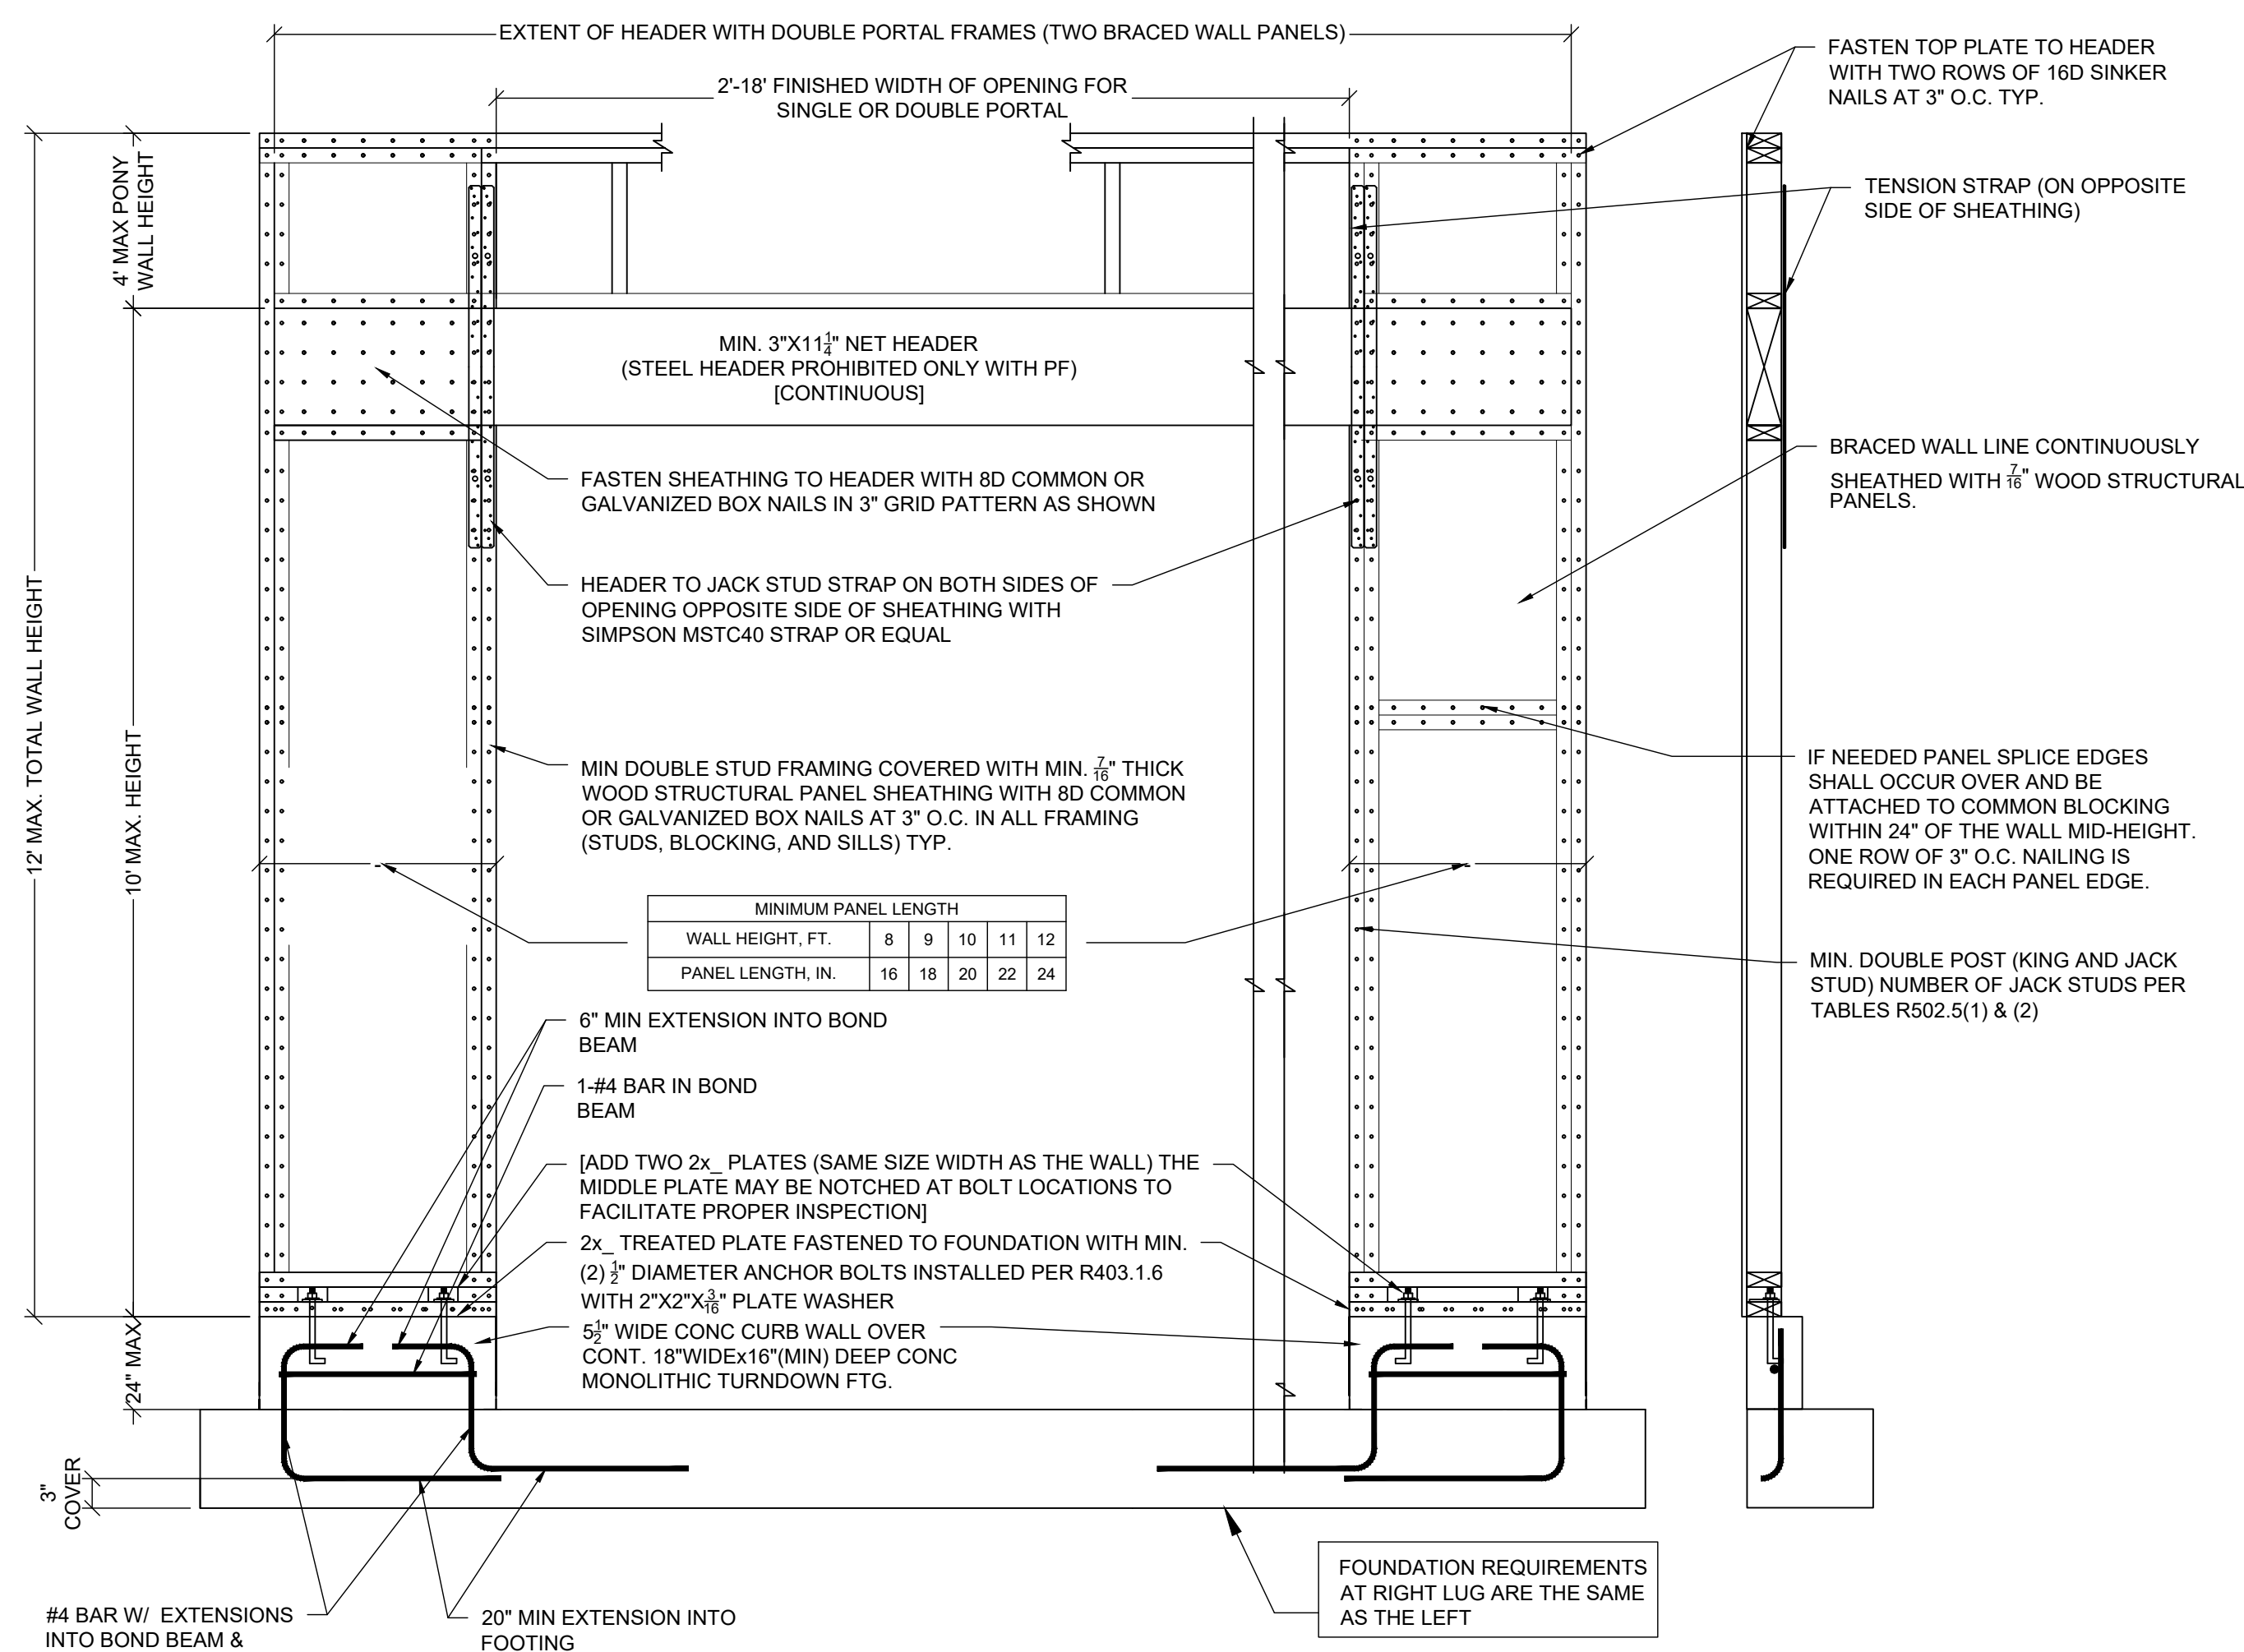 EXTENT OF HEADER WITH DOUBLE PORTAL FRAMES (TWO BRACED WALL PANELS)
2'-18' FINISHED WIDTH OF OPENING FOR
SINGLE OR DOUBLE PORTAL
FASTEN TOP PLATE TO HEADER
WITH TWO ROWS OF 16D SINKER
NAILS AT 3" O.C. TYP.
4' MAX PONY
WALL HEIGHT
TENSION STRAP (ON OPPOSITE
SIDE OF SHEATHING)
MIN. 3"X11 1/4" NET HEADER
(STEEL HEADER PROHIBITED ONLY WITH PF)
[CONTINUOUS]
BRACED WALL LINE CONTINUOUSLY
SHEATHED WITH 7/16" WOOD STRUCTURAL
PANELS.
FASTEN SHEATHING TO HEADER WITH 8D COMMON OR
GALVANIZED BOX NAILS IN 3" GRID PATTERN AS SHOWN
HEADER TO JACK STUD STRAP ON BOTH SIDES OF
OPENING OPPOSITE SIDE OF SHEATHING WITH
SIMPSON MSTC40 STRAP OR EQUAL
12' MAX. TOTAL WALL HEIGHT
10' MAX. HEIGHT
MIN DOUBLE STUD FRAMING COVERED WITH MIN. 7/16" THICK
WOOD STRUCTURAL PANEL SHEATHING WITH 8D COMMON
OR GALVANIZED BOX NAILS AT 3" O.C. IN ALL FRAMING
(STUDS, BLOCKING, AND SILLS) TYP.
IF NEEDED PANEL SPLICE EDGES
SHALL OCCUR OVER AND BE
ATTACHED TO COMMON BLOCKING
WITHIN 24" OF THE WALL MID-HEIGHT.
ONE ROW OF 3" O.C. NAILING IS
REQUIRED IN EACH PANEL EDGE.
-
-
MINIMUM PANEL LENGTH
WALL HEIGHT, FT. 8 9 10 11 12
PANEL LENGTH, IN. 16 18 20 22 24
MIN. DOUBLE POST (KING AND JACK
STUD) NUMBER OF JACK STUDS PER
TABLES R502.5(1) & (2)
6" MIN EXTENSION INTO BOND
BEAM
1-#4 BAR IN BOND
BEAM
[ADD TWO 2x_ PLATES (SAME SIZE WIDTH AS THE WALL) THE
MIDDLE PLATE MAY BE NOTCHED AT BOLT LOCATIONS TO
FACILITATE PROPER INSPECTION]
2x_ TREATED PLATE FASTENED TO FOUNDATION WITH MIN.
(2) 1/2" DIAMETER ANCHOR BOLTS INSTALLED PER R403.1.6
WITH 2"X2"X3/16" PLATE WASHER
5 1/2" WIDE CONC CURB WALL OVER
CONT. 18"WIDEx16"(MIN) DEEP CONC
MONOLITHIC TURNDOWN FTG.
24" MAX
3"
COVER
#4 BAR W/ EXTENSIONS
INTO BOND BEAM &
20" MIN EXTENSION INTO
FOOTING
FOUNDATION REQUIREMENTS
AT RIGHT LUG ARE THE SAME
AS THE LEFT